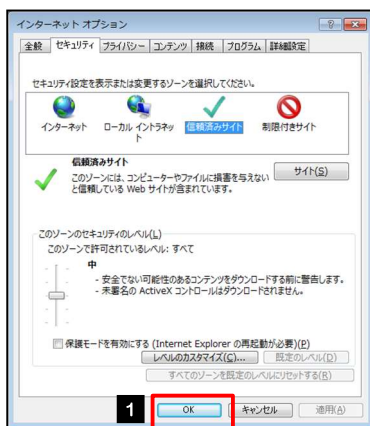 インターネット オプション
全般 セキュリティ プライバシー コンテンツ 接続 プログラム 詳細設定
セキュリティ設定を表示または変更するゾーンを選択してください。
インターネット ローカル イントラネット 信頼済みサイト 制限付きサイト
信頼済みサイト
このゾーンには、コンピューターやファイルに損害を与えない
と信頼している Web サイトが含まれています。
サイト(S)
このゾーンのセキュリティのレベル(L)
このゾーンで許可されているレベル: すべて
中
- 安全でない可能性のあるコンテンツをダウンロードする前に警告します。
- 未署名の ActiveX コントロールはダウンロードされません。
保護モードを有効にする (Internet Explorer の再起動が必要)(P)
レベルのカスタマイズ(C)... 既定のレベル(D)
すべてのゾーンを既定のレベルにリセットする(R)
1 OK キャンセル 適用(A)